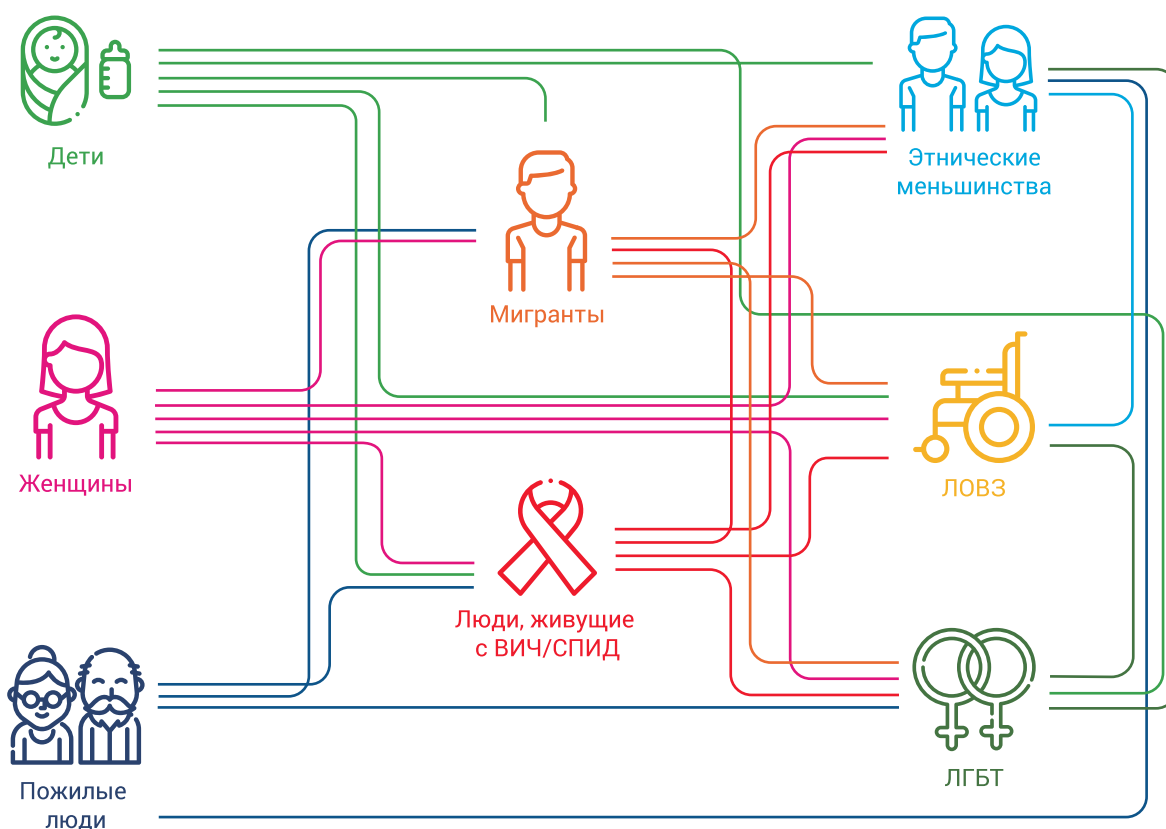 Дети
Этнические
меньшинства
Мигранты
Женщины
ЛОВЗ
Люди, живущие
с ВИЧ/СПИД
ЛГБТ
Пожилые
люди